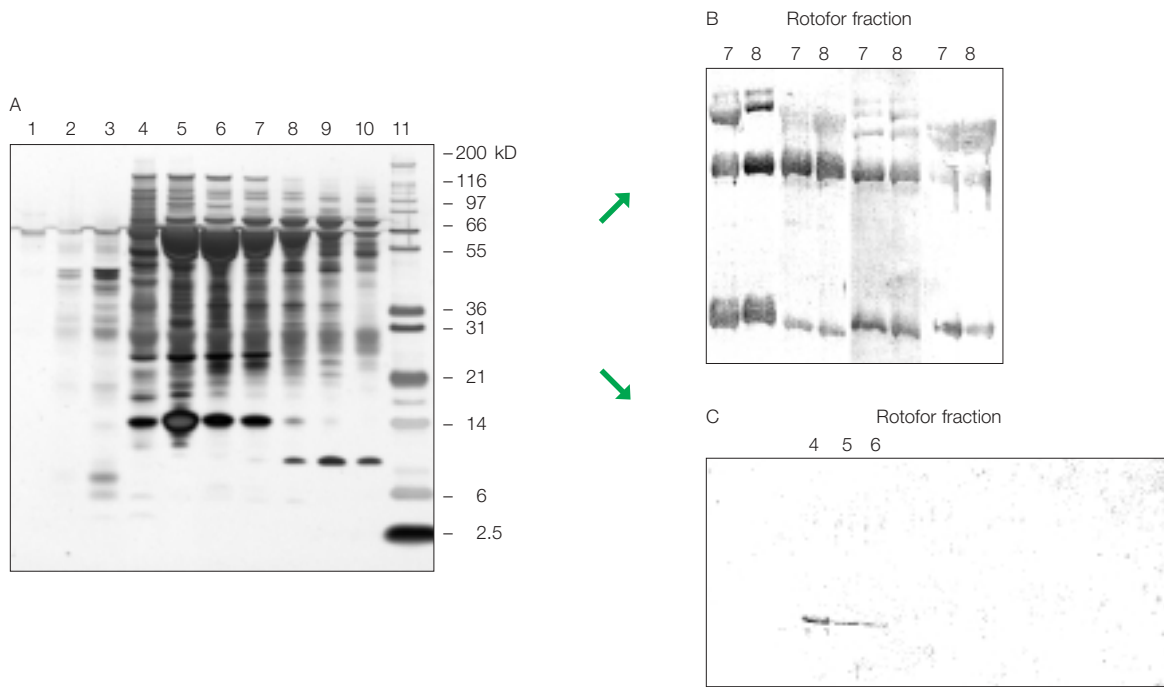 A
1 2 3 4 5 6 7 8 9 10 11
– 200 kD
– 116
– 97
– 66
– 55
– 36
– 31
– 21
– 14
– 6
– 2.5
B Rotofor fraction
7 8 7 8 7 8 7 8
C Rotofor fraction
4 5 6